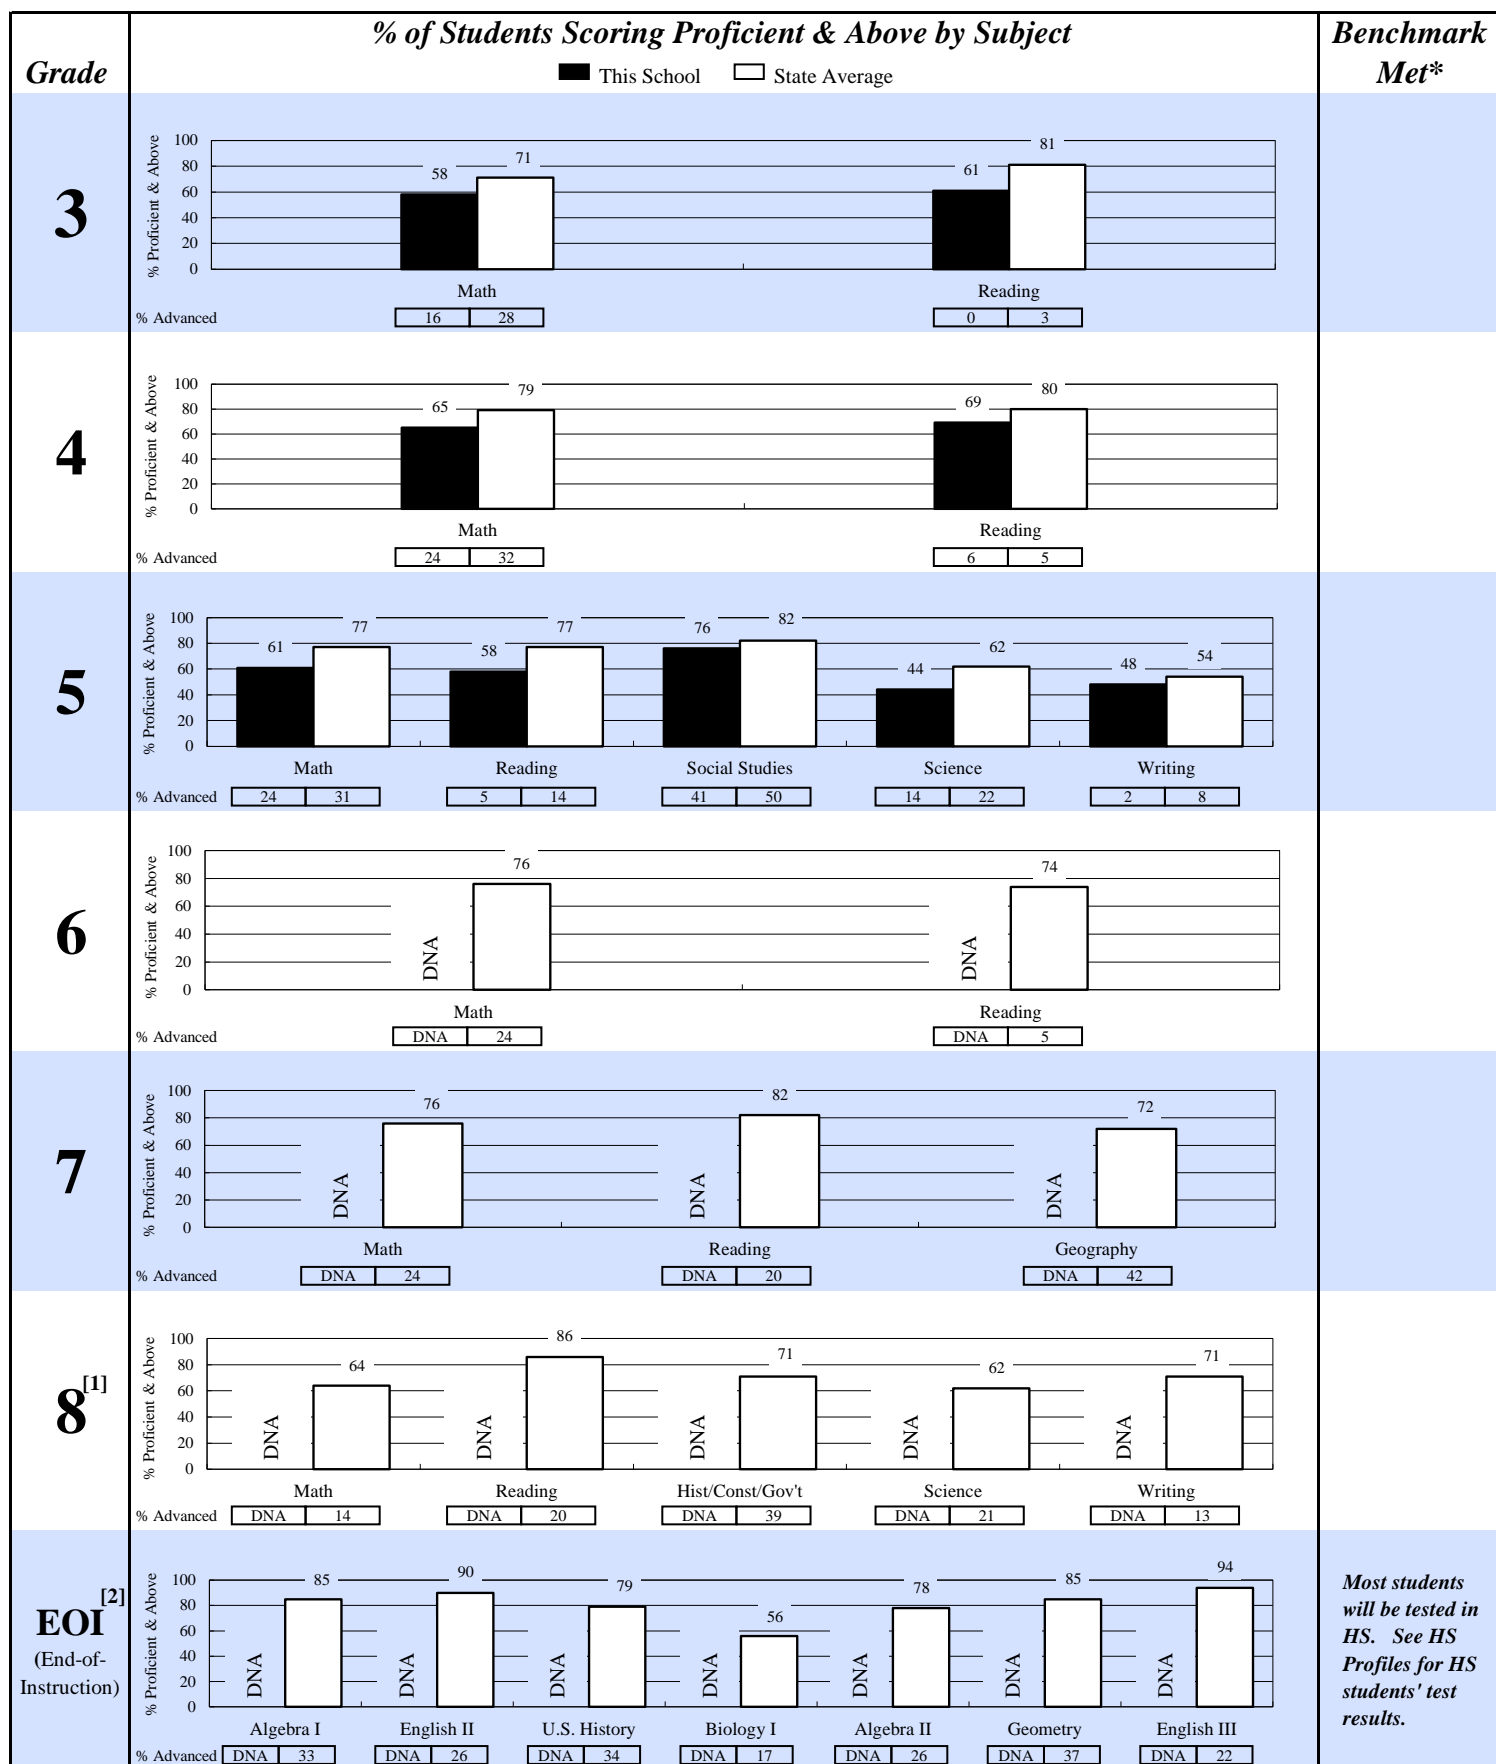 % of Students Scoring Proficient & Above by Subject
Grade
This School State Average
Benchmark
Met*
3
% Proficient & Above
100
80
60
40
20
0
58 71 61 81
Math Reading
% Advanced 16 28 0 3
4
% Proficient & Above
100
80
60
40
20
0
65 79 69 80
Math Reading
% Advanced 24 32 6 5
5
% Proficient & Above
100
80
60
40
20
0
61 77 58 77 76 82 44 62 48 54
Math Reading Social Studies Science Writing
% Advanced 24 31 5 14 41 50 14 22 2 8
6
% Proficient & Above
100
80
60
40
20
0
DNA 76 DNA 74
Math Reading
% Advanced DNA 24 DNA 5
7
% Proficient & Above
100
80
60
40
20
0
DNA 76 DNA 82 DNA 72
Math Reading Geography
% Advanced DNA 24 DNA 20 DNA 42
8[1]
% Proficient & Above
100
80
60
40
20
0
DNA 64 DNA 86 DNA 71 DNA 62 DNA 71
Math Reading Hist/Const/Gov't Science Writing
% Advanced DNA 14 DNA 20 DNA 39 DNA 21 DNA 13
EOI[2]
(End-of-
Instruction)
% Proficient & Above
100
80
60
40
20
0
DNA 85 DNA 90 DNA 79 DNA 56 DNA 78 DNA 85 DNA 94
Algebra I English II U.S. History Biology I Algebra II Geometry English III
% Advanced DNA 33 DNA 26 DNA 34 DNA 17 DNA 26 DNA 37 DNA 22
Most students
will be tested in
HS. See HS
Profiles for HS
students' test
results.